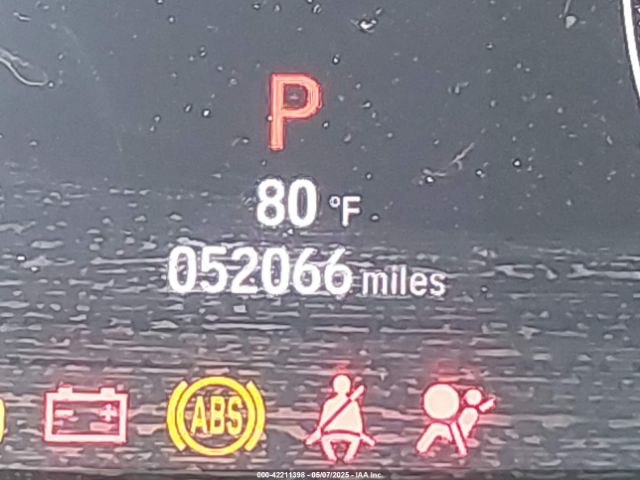 P
80 °F
052066 miles
ABS
000-42211398 - 05/07/2025 - IAA Inc.